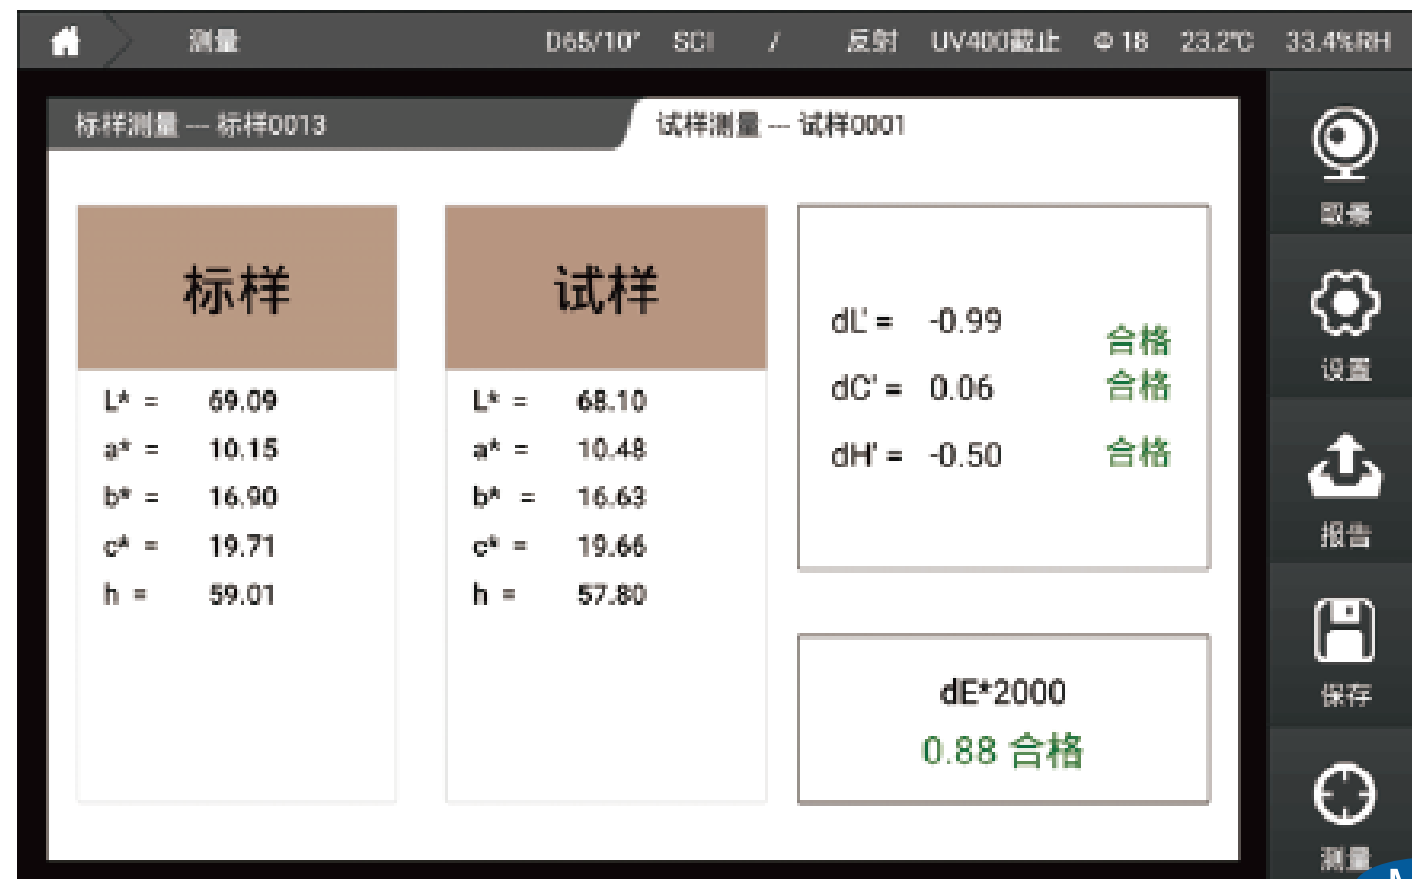 测量 D65/10° SCI / 反射 UV400截止 Φ 18 23.2℃ 33.4%RH
标样测量 --- 标样0013
试样测量 --- 试样0001
标样
L* = 69.09
a* = 10.15
b* = 16.90
c* = 19.71
h = 59.01
试样
L* = 68.10
a* = 10.48
b* = 16.63
c* = 19.66
h = 57.80
dL' = -0.99 合格
dC' = 0.06 合格
dH' = -0.50 合格
dE*2000
0.88 合格
取景
设置
报告
保存
测量